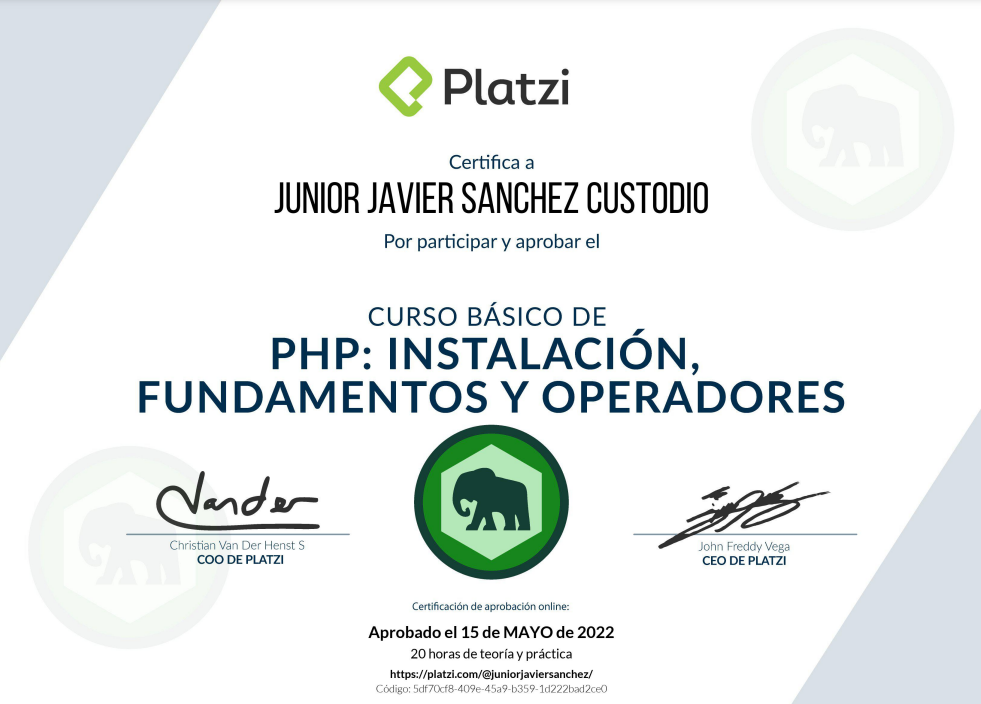 Platzi
Certifica a
JUNIOR JAVIER SANCHEZ CUSTODIO
Por participar y aprobar el
CURSO BÁSICO DE
PHP: INSTALACIÓN,
FUNDAMENTOS Y OPERADORES
Vander
Christian Van Der Henst S
COO DE PLATZI
John Freddy Vega
CEO DE PLATZI
Certificación de aprobación online:
Aprobado el 15 de MAYO de 2022
20 horas de teoría y práctica
https://platzi.com/@juniorjaviersanchez/
Código: 5df70cf8-409e-45a9-b359-1d222bad2ce0